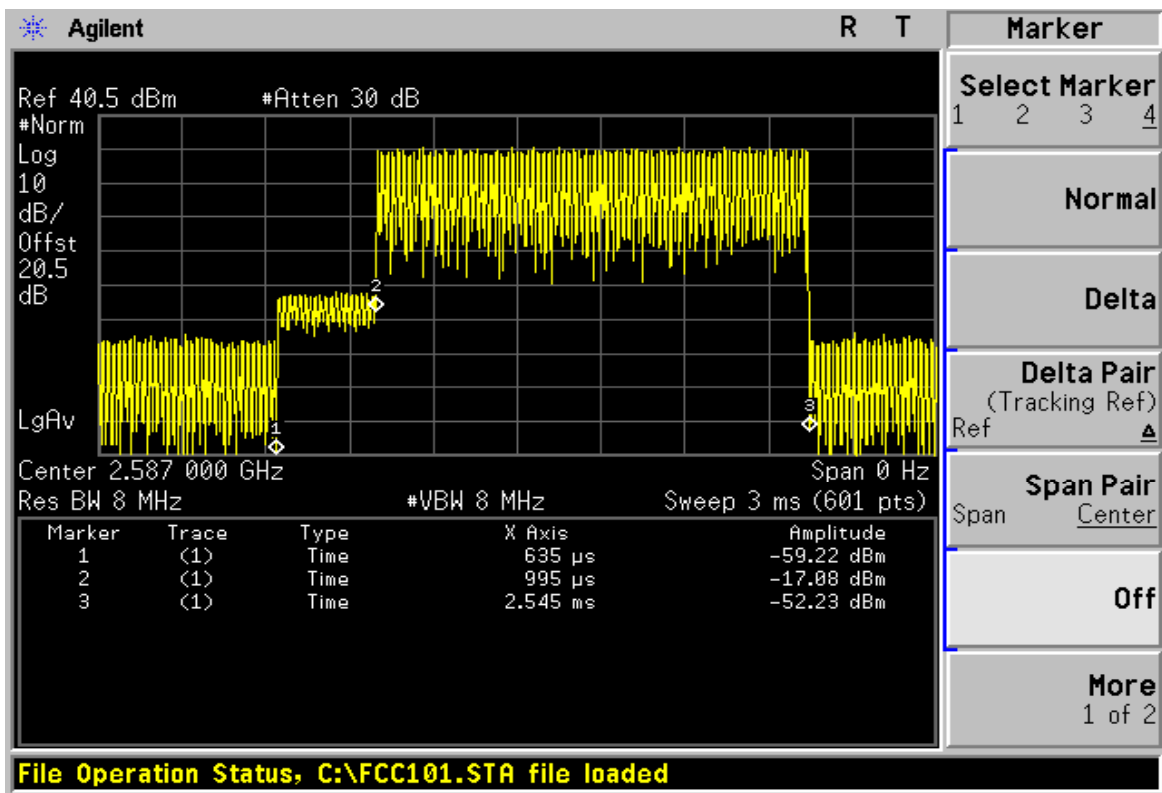 Agilent R T
Ref 40.5 dBm #Atten 30 dB
#Norm
Log
10
dB/
Offst
20.5
dB
LgAv
1
2
3
Center 2.587 000 GHz Span 0 Hz
Res BW 8 MHz #VBW 8 MHz Sweep 3 ms (601 pts)
Marker Trace Type X Axis Amplitude
1 (1) Time 635 µs -59.22 dBm
2 (1) Time 995 µs -17.08 dBm
3 (1) Time 2.545 ms -52.23 dBm
File Operation Status, C:\FCC101.STA file loaded
Marker
Select Marker
1 2 3 4
Normal
Delta
Delta Pair
(Tracking Ref)
Ref Δ
Span Pair
Span Center
Off
More
1 of 2